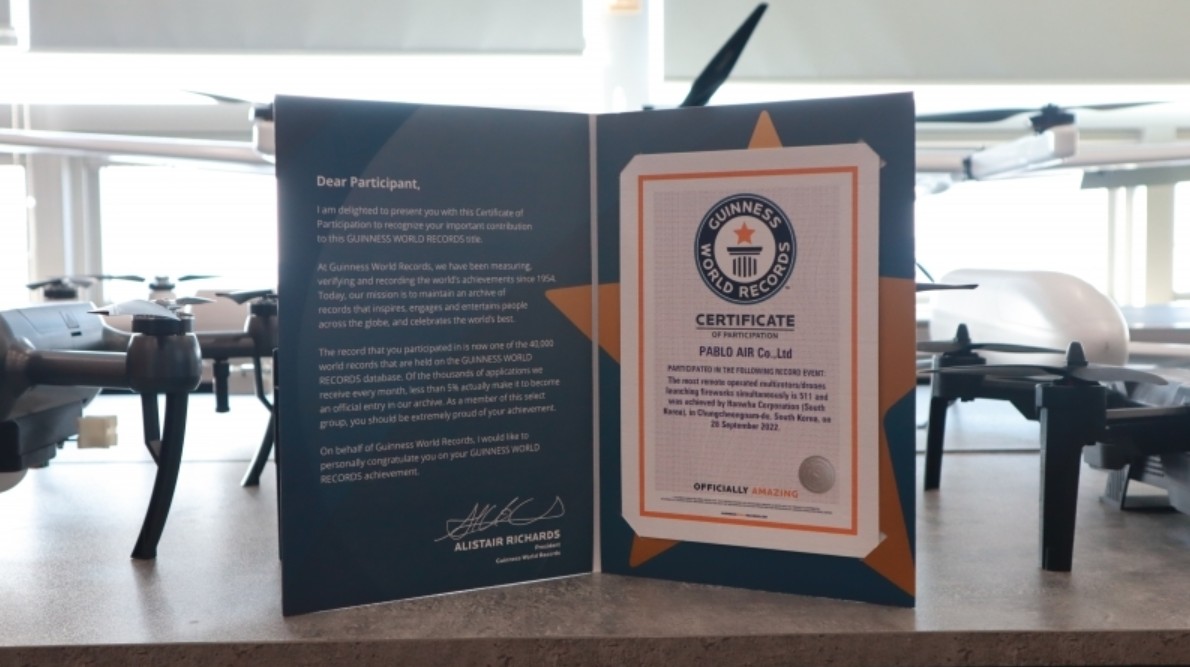 Dear Participant,
I am delighted to present you with this Certificate of
Participation to recognize your important contribution
to this GUINNESS WORLD RECORDS title.
At Guinness World Records, we have been measuring,
verifying and recording the world's achievements since 1954.
Today, our mission is to maintain an archive of
records that inspires, engages and entertains people
across the globe, and celebrates the world's best.
The record that you participated in is now one of the 40,000
world records that are held on the GUINNESS WORLD
RECORDS database. Of the thousands of applications we
receive every month, less than 5% actually make it to become
an official entry in our archive. As a member of this select
group, you should be extremely proud of your achievement.
On behalf of Guinness World Records, I would like to
personally congratulate you on your GUINNESS WORLD
RECORDS achievement.
ALISTAIR RICHARDS
President
Guinness World Records
GUINNESS
WORLD RECORDS
CERTIFICATE
OF PARTICIPATION
PABLO AIR Co.,Ltd
PARTICIPATED IN THE FOLLOWING RECORD EVENT:
The most remote operated multirotors/drones
launching fireworks simultaneously is 511 and
was achieved by Hanwha Corporation (South
Korea), in Chungcheongnam-do, South Korea, on
25 September 2022.
OFFICIALLY AMAZING